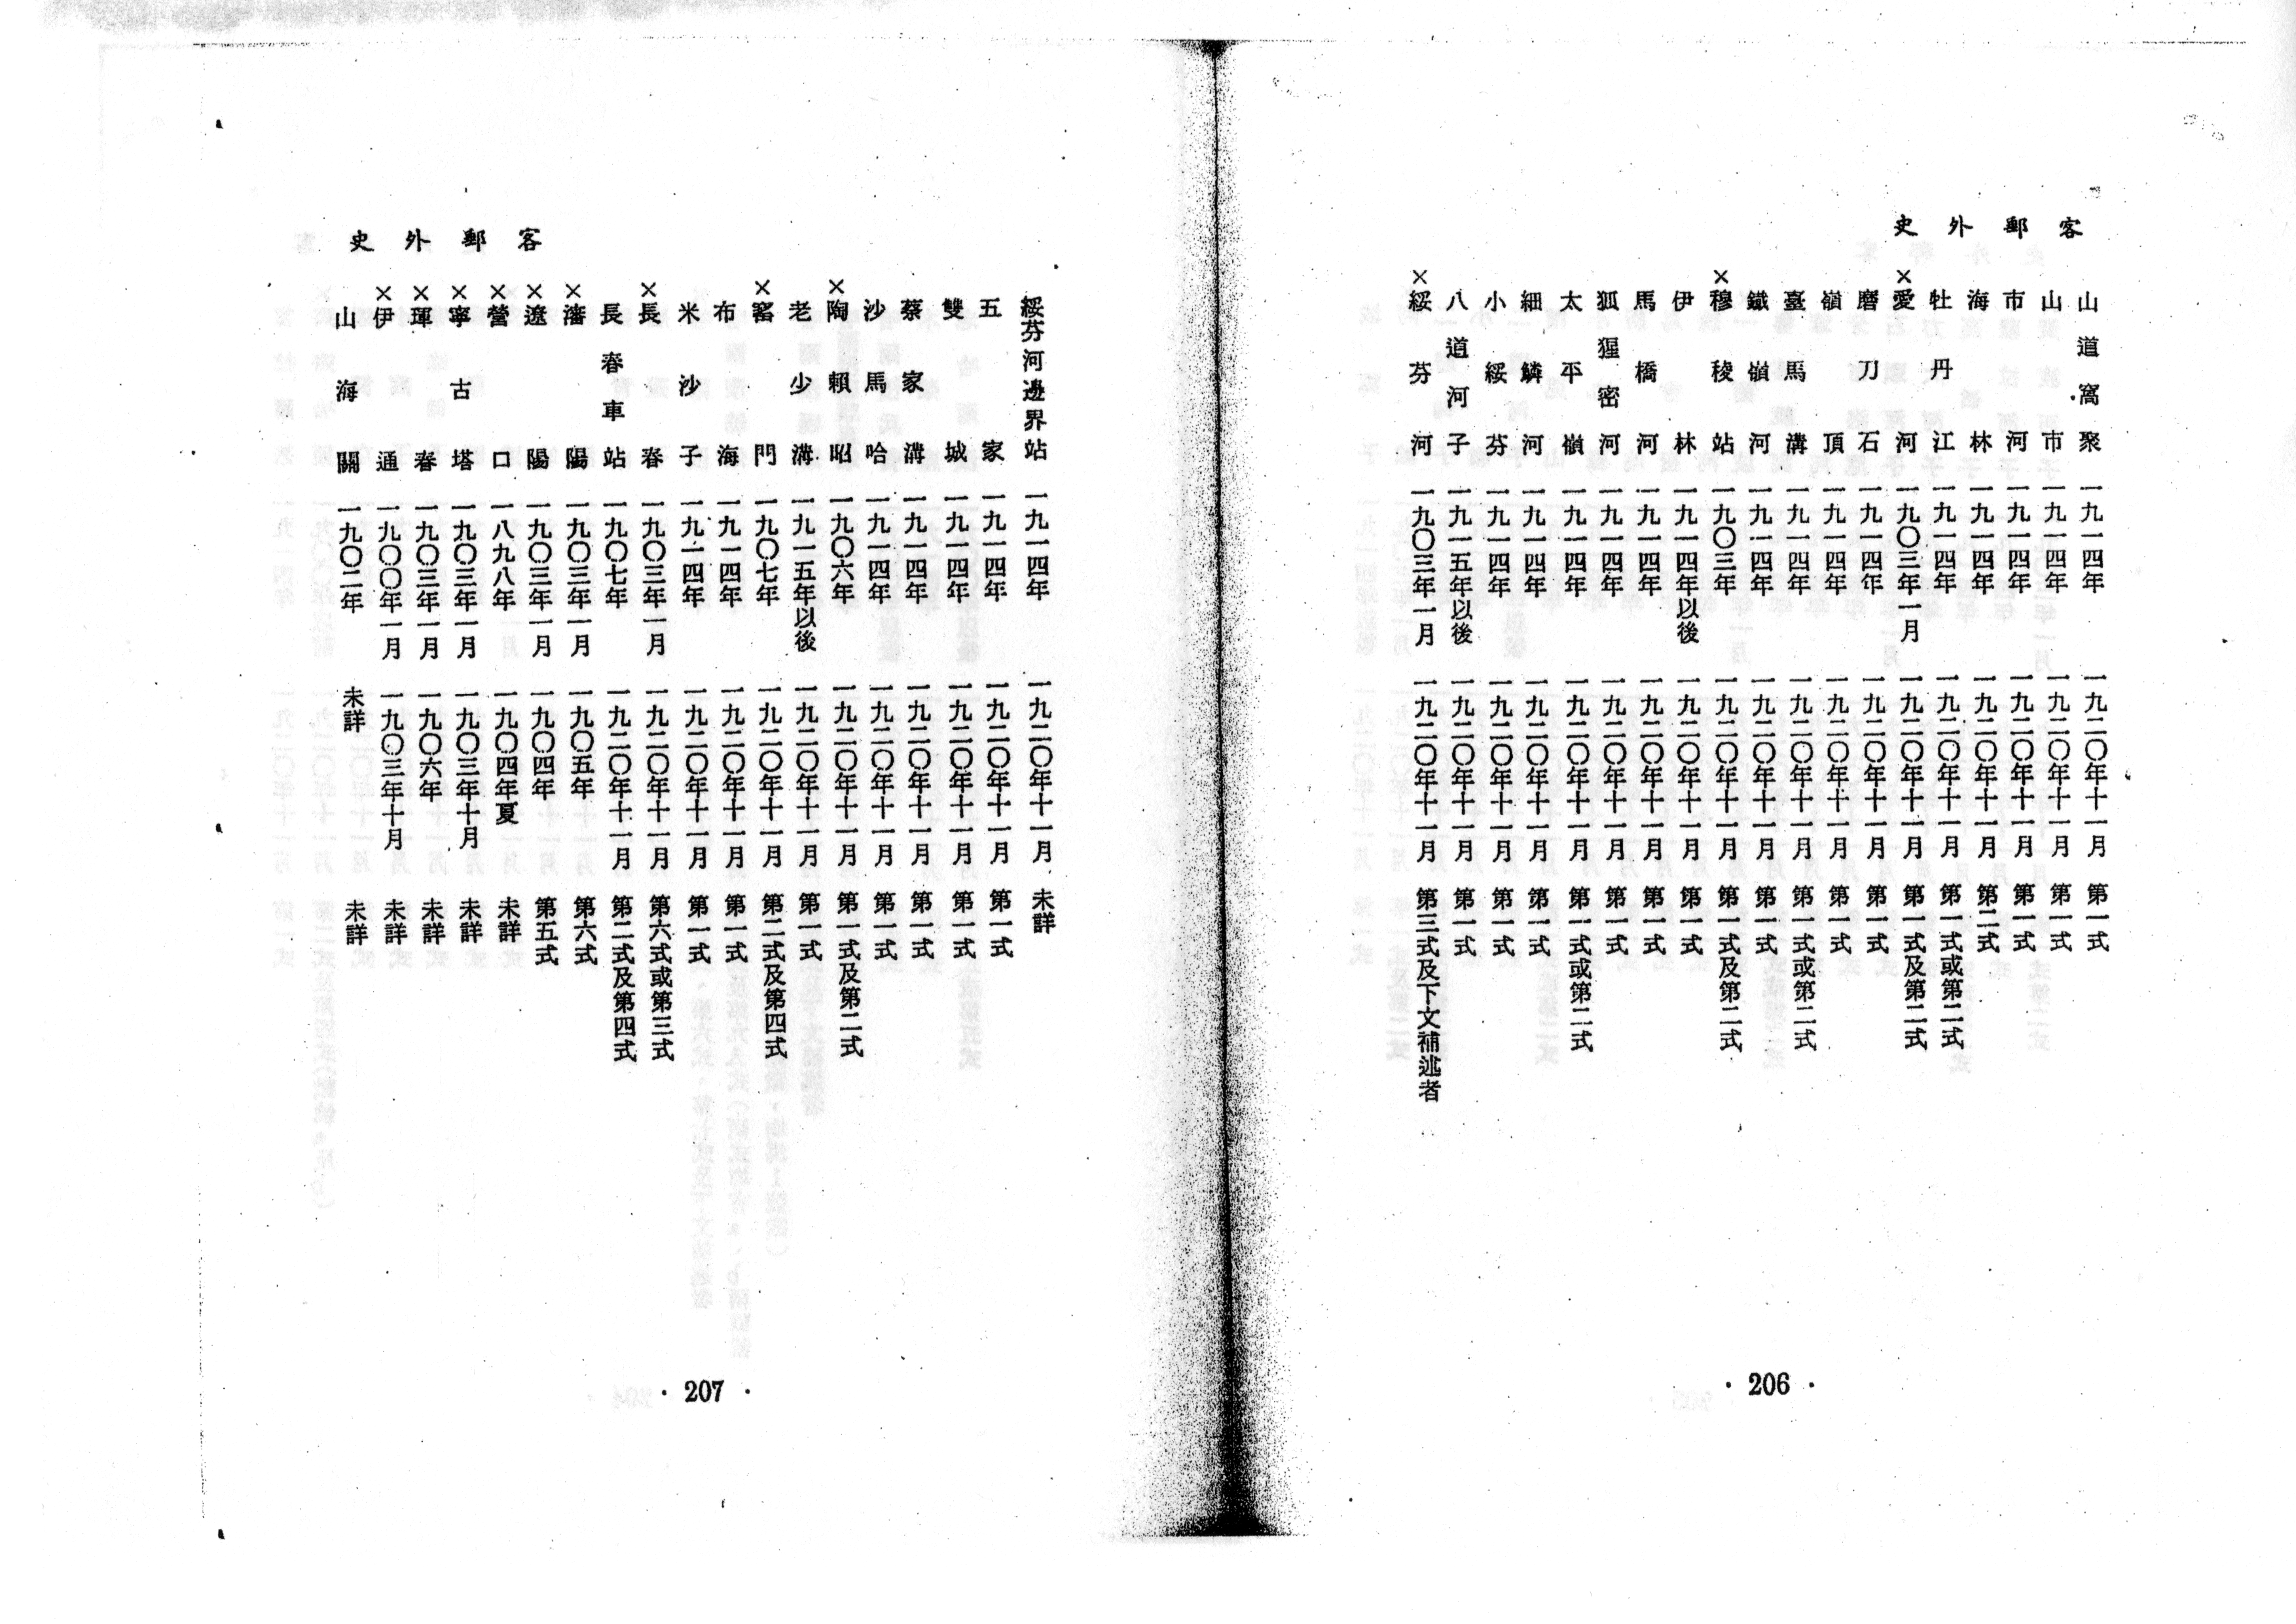 客郵外史
山道窩聚 一九一四年 一九二〇年十一月 第一式
山市 一九一四年 一九二〇年十一月 第一式
市河 一九一四年 一九二〇年十一月 第一式
海林 一九一四年 一九二〇年十一月 第二式
牡丹江 一九一四年 一九二〇年十一月 第一式或第二式
×愛河 一九〇三年一月 一九二〇年十一月 第一式及第二式
磨刀石 一九一四年 一九二〇年十一月 第一式
嶺頂 一九一四年 一九二〇年十一月 第一式
臺馬溝 一九一四年 一九二〇年十一月 第一式或第二式
鐵嶺河 一九一四年 一九二〇年十一月 第一式
×穆稜站 一九〇三年 一九二〇年十一月 第一式及第二式
伊林 一九一四年以後 一九二〇年十一月 第一式
馬橋河 一九一四年 一九二〇年十一月 第一式
狐猩密河 一九一四年 一九二〇年十一月 第一式
太平嶺 一九一四年 一九二〇年十一月 第一式或第二式
細鱗河 一九一四年 一九二〇年十一月 第一式
小綏芬 一九一四年 一九二〇年十一月 第一式
八道河子 一九一五年以後 一九二〇年十一月 第一式
×綏芬河 一九〇三年一月 一九二〇年十一月 第三式及下文補述者
· 206 ·
客郵外史
綏芬河邊界站 一九一四年 一九二〇年十一月 未詳
五家 一九一四年 一九二〇年十一月 第一式
雙城 一九一四年 一九二〇年十一月 第一式
蔡家溝 一九一四年 一九二〇年十一月 第一式
沙馬哈 一九一四年 一九二〇年十一月 第一式
×陶賴昭 一九〇六年 一九二〇年十一月 第一式及第二式
老少溝 一九一五年以後 一九二〇年十一月 第一式
×窰門 一九〇七年 一九二〇年十一月 第二式及第四式
布海 一九一四年 一九二〇年十一月 第一式
米沙子 一九一四年 一九二〇年十一月 第一式
×長春 一九〇三年一月 一九二〇年十一月 第六式或第三式
長春車站 一九〇七年 一九二〇年十一月 第二式及第四式
×瀋陽 一九〇三年一月 一九〇五年 第六式
×遼陽 一九〇三年一月 一九〇四年 第五式
×營口 一八九八年 一九〇四年夏 未詳
×寧古塔 一九〇三年一月 一九〇三年十月 未詳
×琿春 一九〇三年一月 一九〇六年 未詳
×伊通 一九〇〇年一月 一九〇三年十月 未詳
山海關 一九〇二年 未詳 未詳
· 207 ·